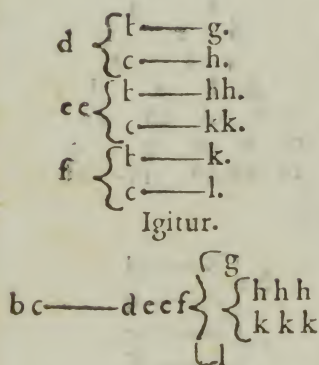 d { b——g.
c——h.
ee { b——hh.
c——kk.
f { b——k.
c——l.
Igitur.
g
bc——deef { hhh
kkk
l